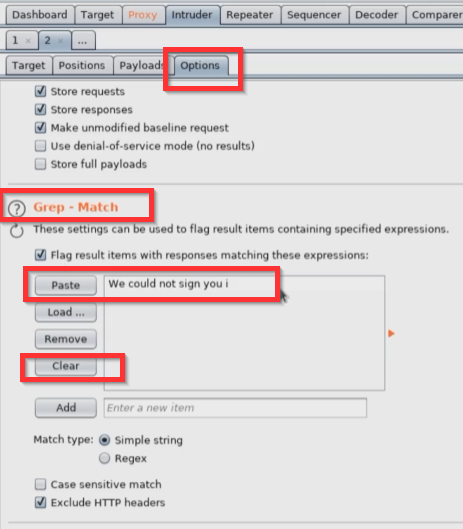 Dashboard Target Proxy Intruder Repeater Sequencer Decoder Comparer
1 × 2 × ...
Target Positions Payloads Options
Store requests
Store responses
Make unmodified baseline request
Use denial-of-service mode (no results)
Store full payloads
? Grep - Match
These settings can be used to flag result items containing specified expressions.
Flag result items with responses matching these expressions:
Paste We could not sign you i
Load ...
Remove
Clear
Add Enter a new item
Match type: Simple string
Regex
Case sensitive match
Exclude HTTP headers